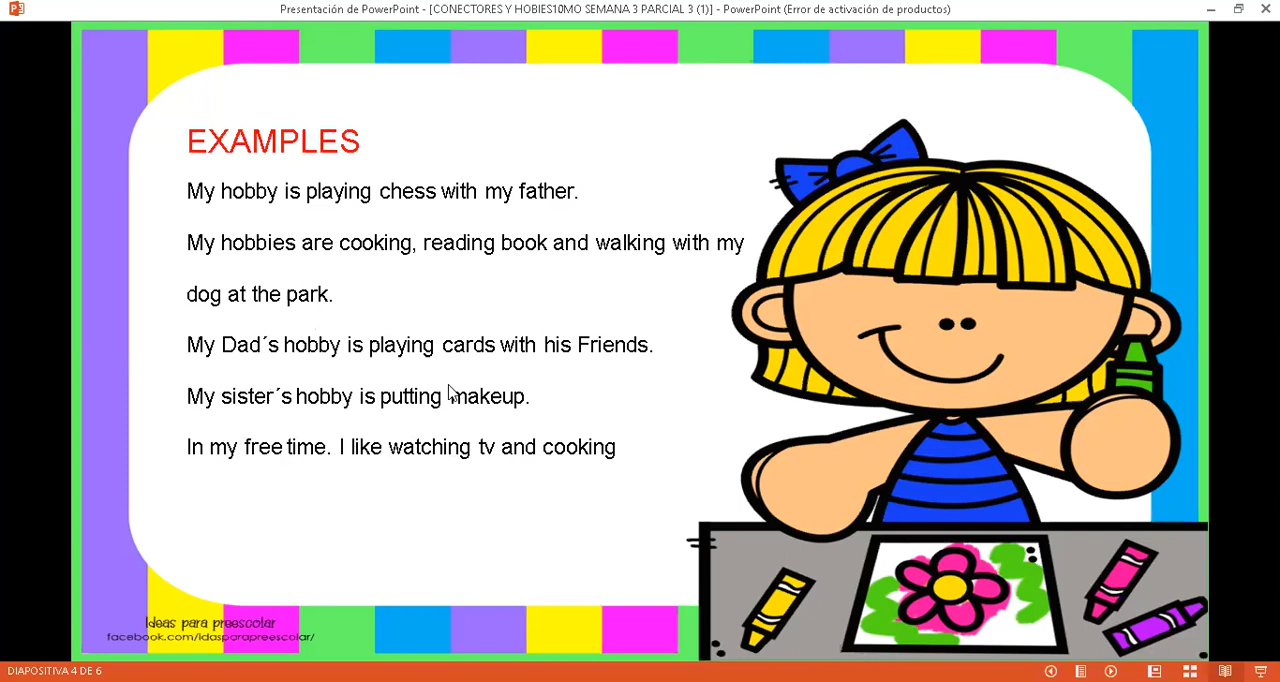 Presentación de PowerPoint - [CONECTORES Y HOBIES10MO SEMANA 3 PARCIAL 3 (1)] - PowerPoint (Error de activación de productos)
EXAMPLES
My hobby is playing chess with my father.
My hobbies are cooking, reading book and walking with my
dog at the park.
My Dad´s hobby is playing cards with his Friends.
My sister´s hobby is putting makeup.
In my free time. I like watching tv and cooking
Ideas para preescolar
facebook.com/idasparapreescolar/
DIAPOSITIVA 4 DE 6